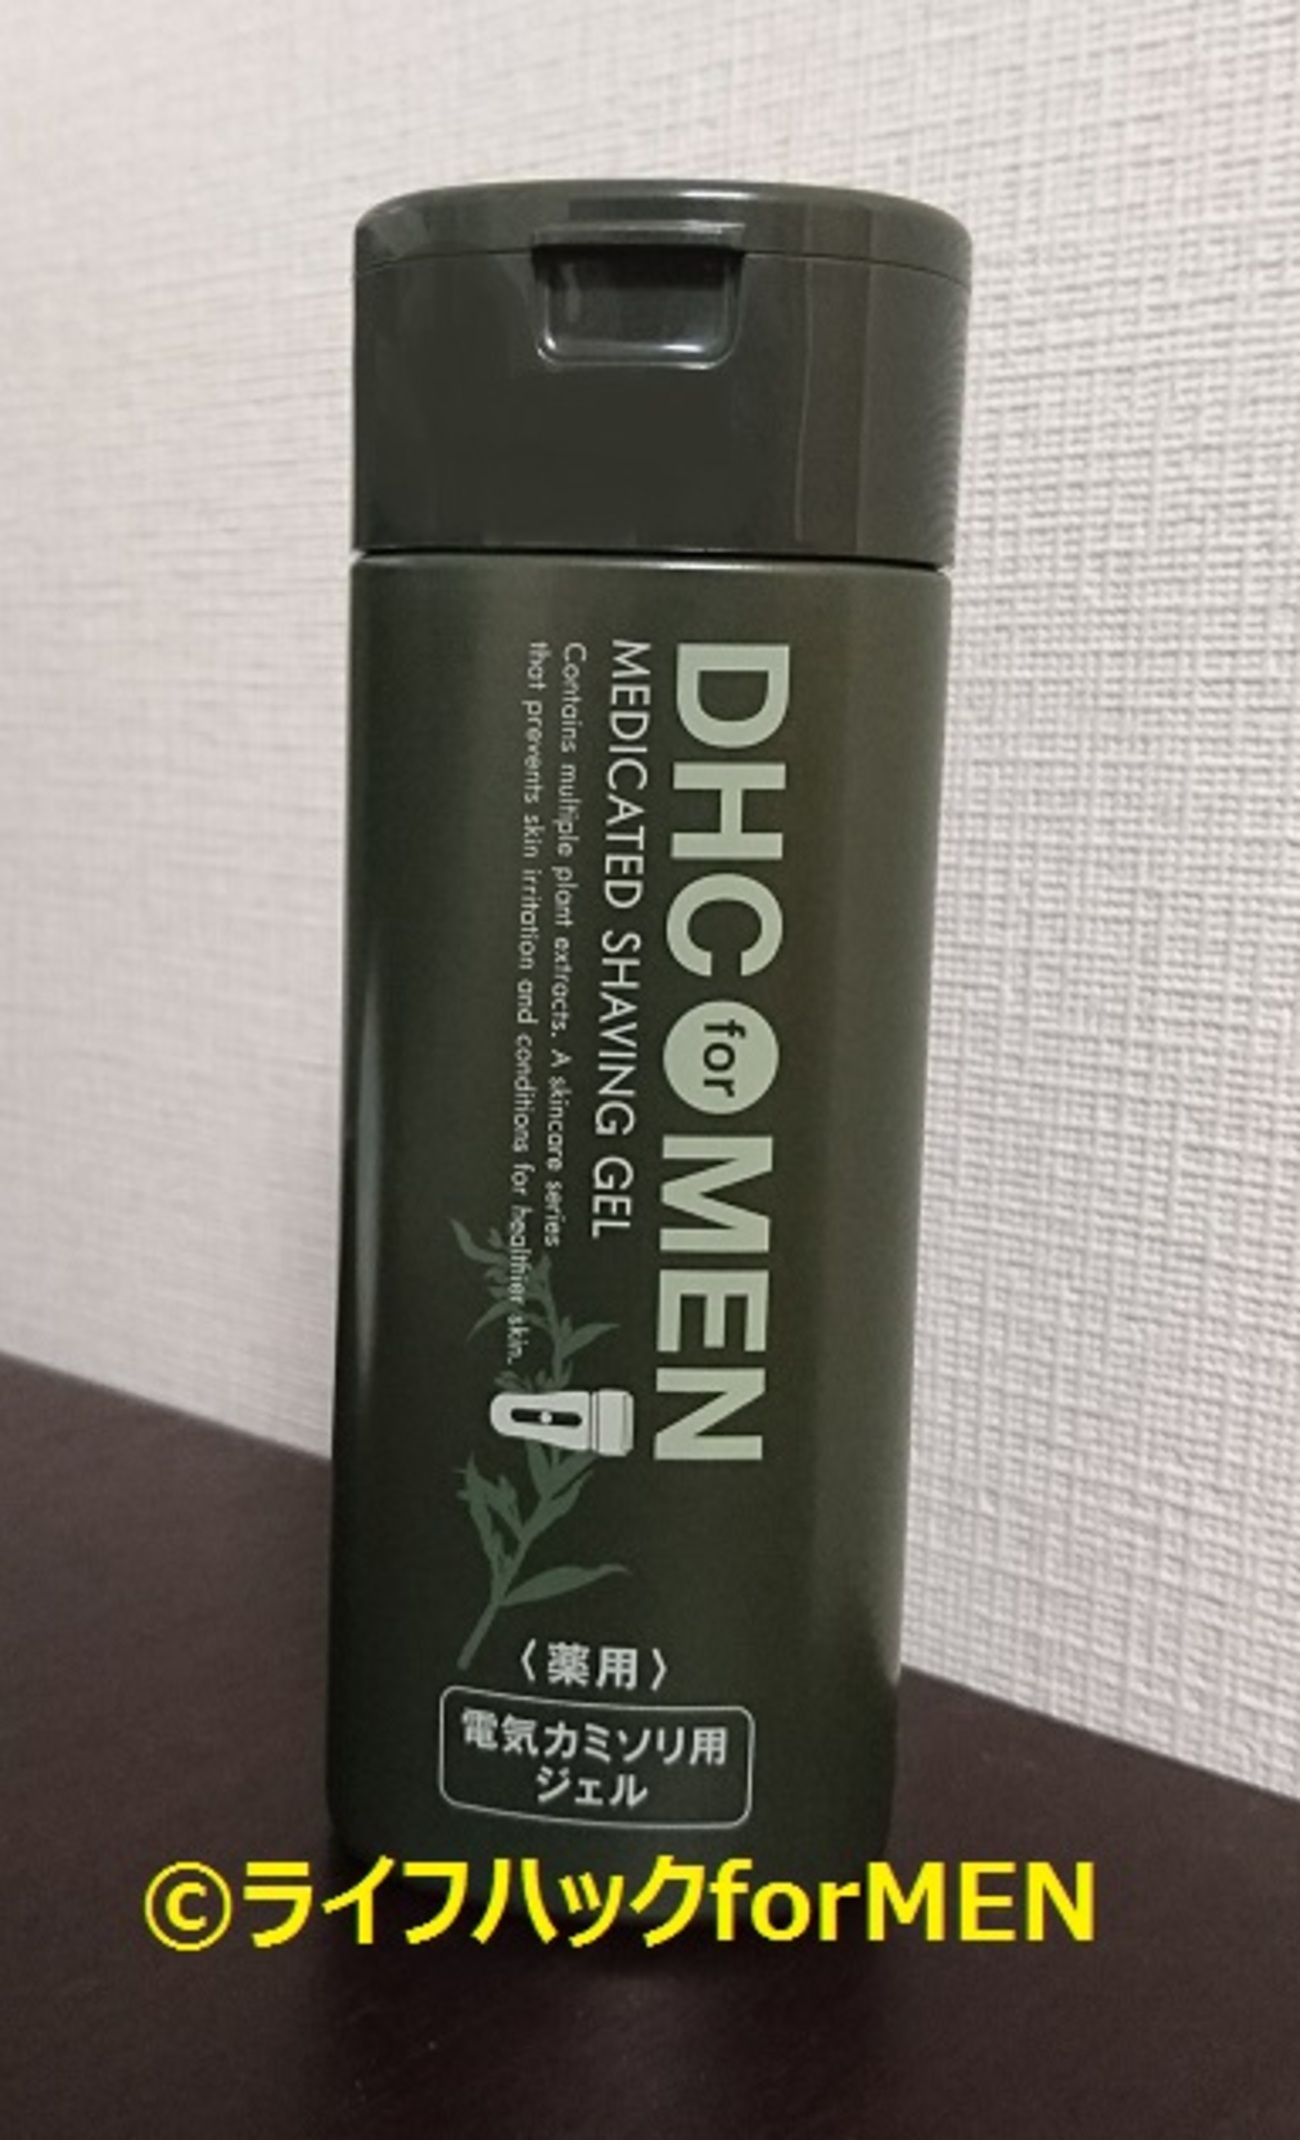 DHC for MEN
MEDICATED SHAVING GEL
Contains multiple plant extracts. A skincare series
that prevents skin irritation and conditions for healthier skin.
〈薬用〉
電気カミソリ用
ジェル
©ライフハックforMEN